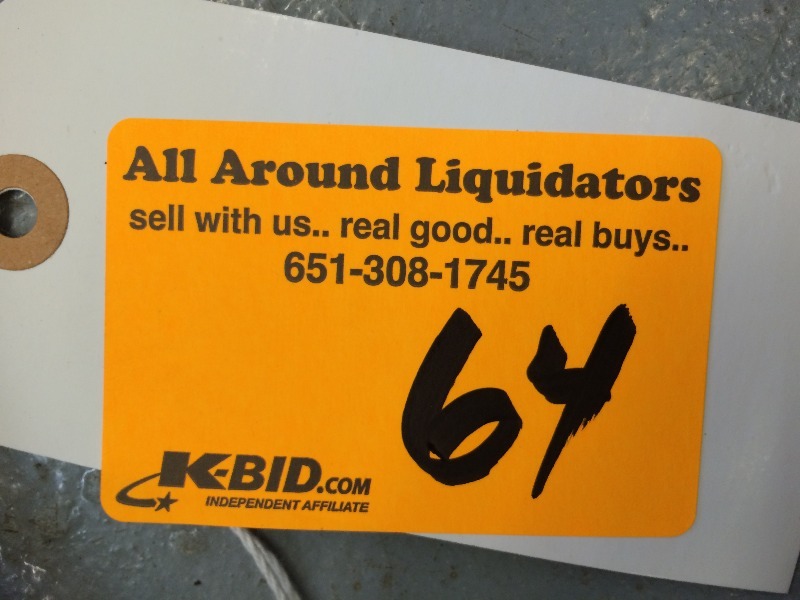 All Around Liquidators
sell with us.. real good.. real buys..
651-308-1745
64
K-BID.COM
INDEPENDENT AFFILIATE